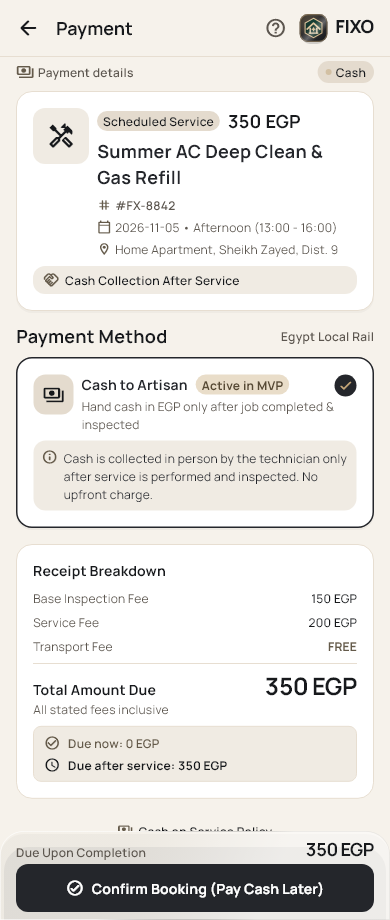 Payment
FIXO
Payment details
Cash
Scheduled Service
350 EGP
Summer AC Deep Clean &
Gas Refill
#FX-8842
2026-11-05 • Afternoon (13:00 - 16:00)
Home Apartment, Sheikh Zayed, Dist. 9
Cash Collection After Service
Payment Method
Egypt Local Rail
Cash to Artisan
Active in MVP
Hand cash in EGP only after job completed &
inspected
Cash is collected in person by the technician only
after service is performed and inspected. No
upfront charge.
Receipt Breakdown
Base Inspection Fee
150 EGP
Service Fee
200 EGP
Transport Fee
FREE
Total Amount Due
350 EGP
All stated fees inclusive
Due now: 0 EGP
Due after service: 350 EGP
Cash on Service Policy
Due Upon Completion
350 EGP
Confirm Booking (Pay Cash Later)